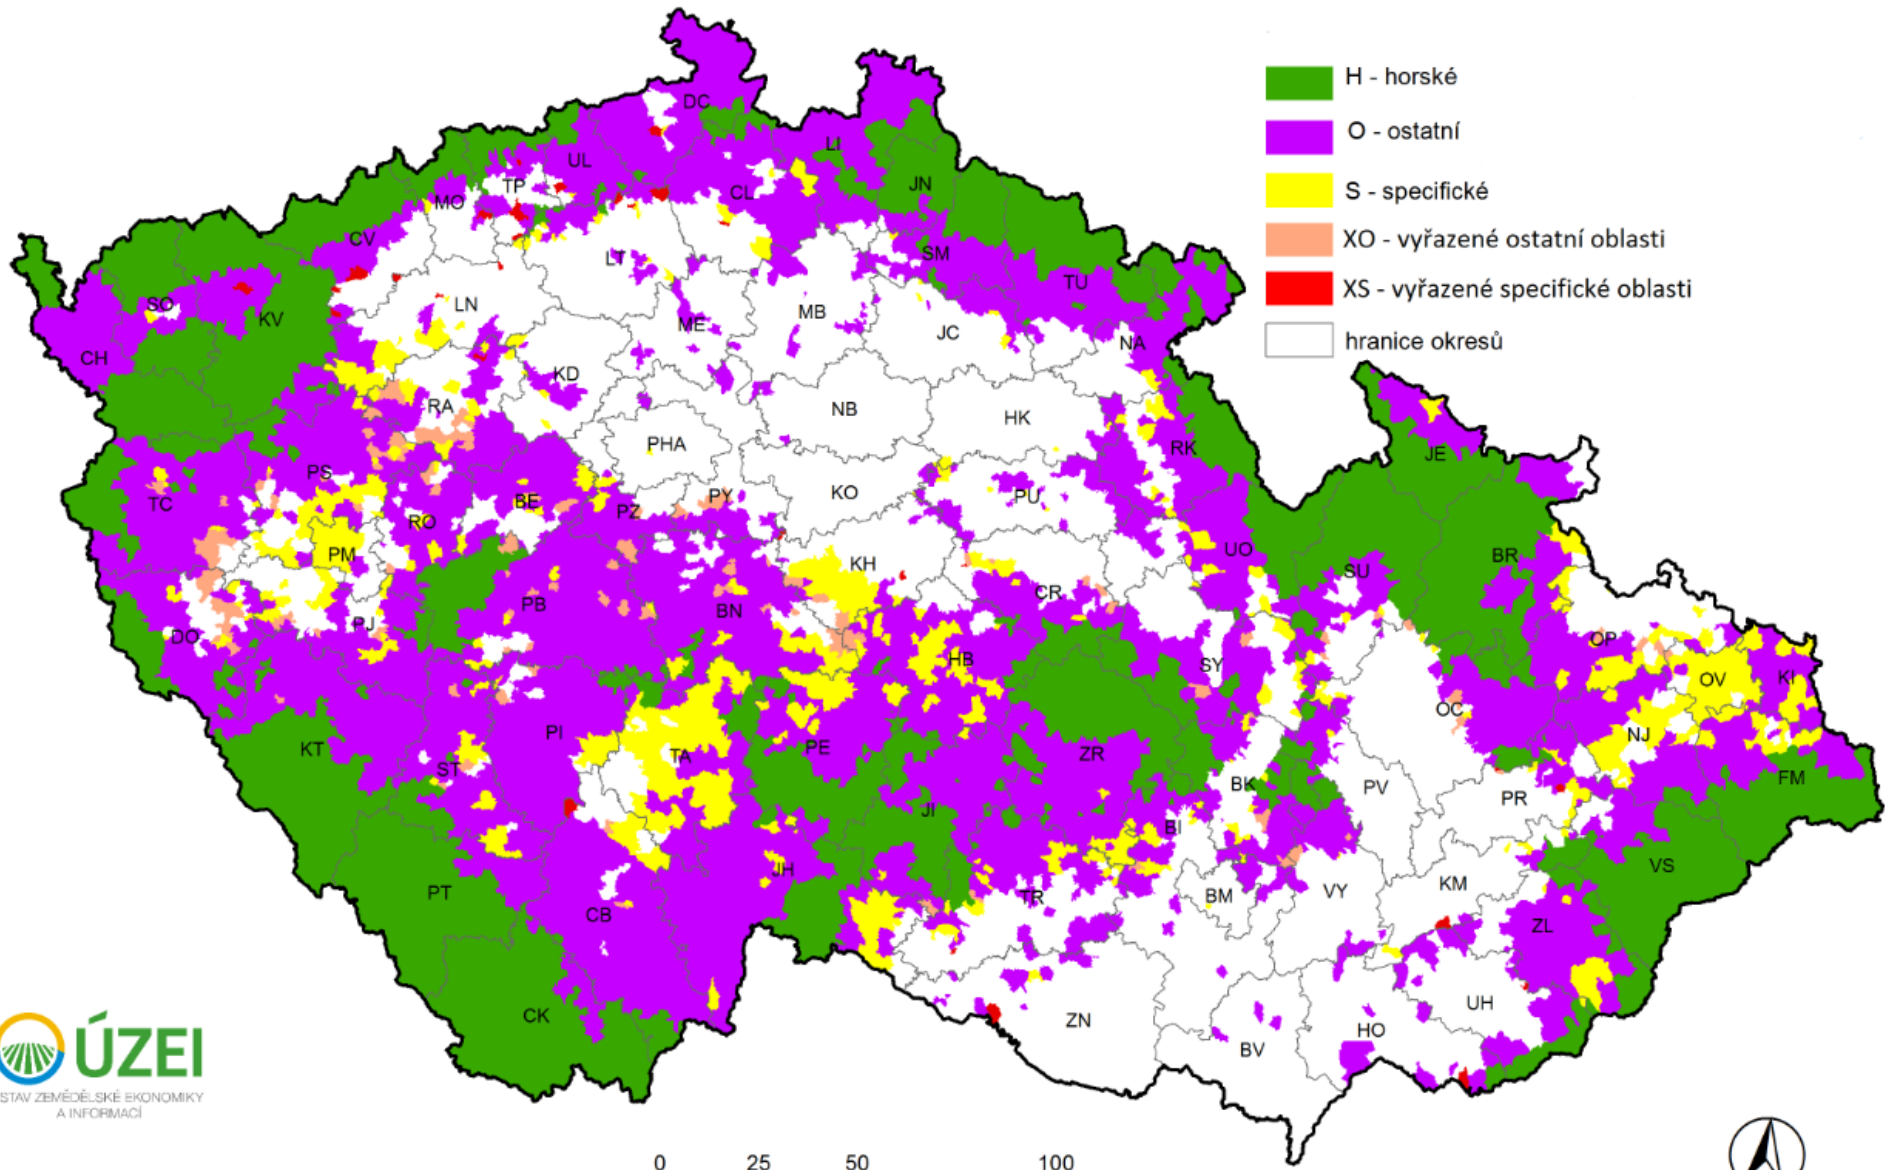 H - horské
O - ostatní
S - specifické
XO - vyřazené ostatní oblasti
XS - vyřazené specifické oblasti
hranice okresů
DC
LI
UL
TP
JN
MO
CL
CV
SM
LT
TU
SO
LN
KV
MB
ME
JC
NA
CH
KD
RA
NB
HK
PHA
RK
JE
PS
TC
BE
PY
KO
PU
PZ
RO
PM
UO
BR
KH
SU
CR
PB
BN
PJ
DO
OP
HB
SY
OV
KI
OC
PI
NJ
KT
PE
TA
ZR
ST
FM
BK
PV
PR
JI
BI
VS
JH
KM
PT
VY
BM
TR
CB
ZL
UH
CK
ZN
HO
BV
ÚZEI
STAV ZEMĚDĚLSKÉ EKONOMIKY
A INFORMACÍ
0 25 50 100